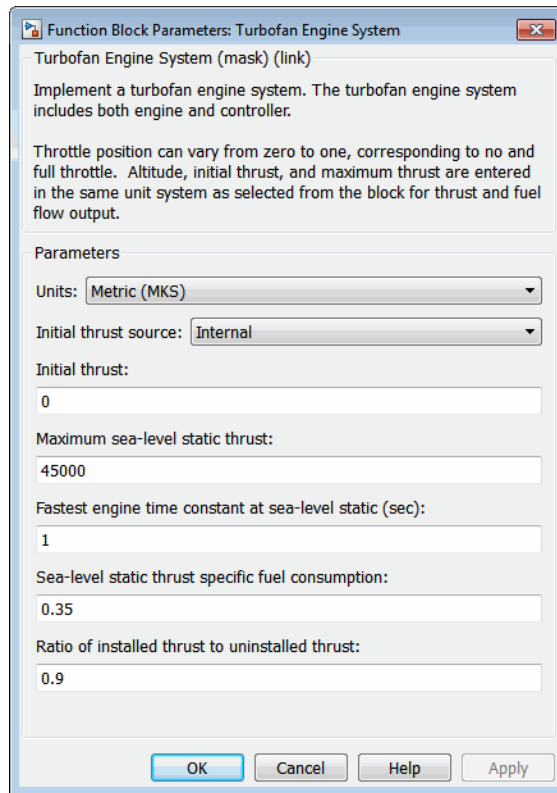 Function Block Parameters: Turbofan Engine System
Turbofan Engine System (mask) (link)
Implement a turbofan engine system. The turbofan engine system
includes both engine and controller.
Throttle position can vary from zero to one, corresponding to no and
full throttle.  Altitude, initial thrust, and maximum thrust are entered
in the same unit system as selected from the block for thrust and fuel
flow output.
Parameters
Units: Metric (MKS)
Initial thrust source: Internal
Initial thrust:
0
Maximum sea-level static thrust:
45000
Fastest engine time constant at sea-level static (sec):
1
Sea-level static thrust specific fuel consumption:
0.35
Ratio of installed thrust to uninstalled thrust:
0.9
OK Cancel Help Apply